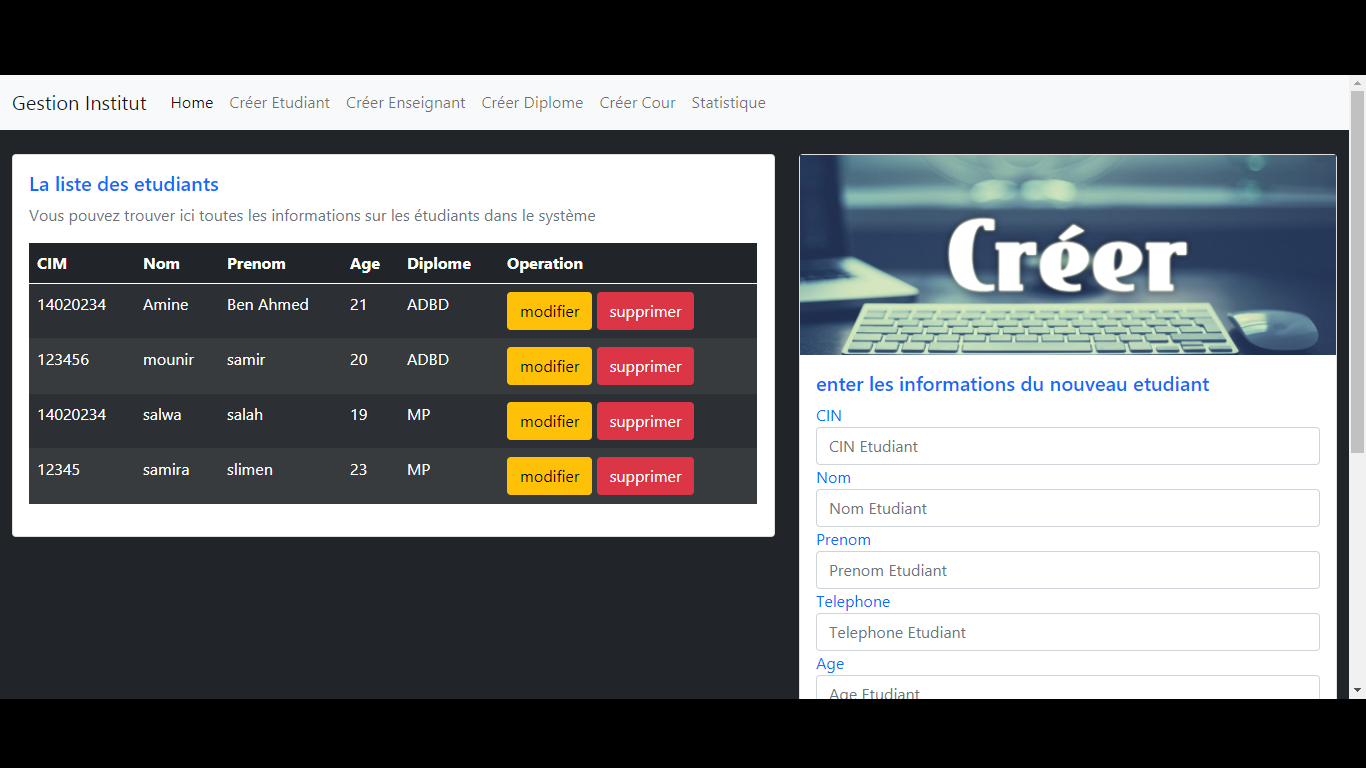 Gestion Institut Home Créer Etudiant Créer Enseignant Créer Diplome Créer Cour Statistique
La liste des etudiants
Vous pouvez trouver ici toutes les informations sur les étudiants dans le système
CIM Nom Prenom Age Diplome Operation
14020234 Amine Ben Ahmed 21 ADBD modifier supprimer
123456 mounir samir 20 ADBD modifier supprimer
14020234 salwa salah 19 MP modifier supprimer
12345 samira slimen 23 MP modifier supprimer
Créer
enter les informations du nouveau etudiant
CIN
CIN Etudiant
Nom
Nom Etudiant
Prenom
Prenom Etudiant
Telephone
Telephone Etudiant
Age
Age Etudiant